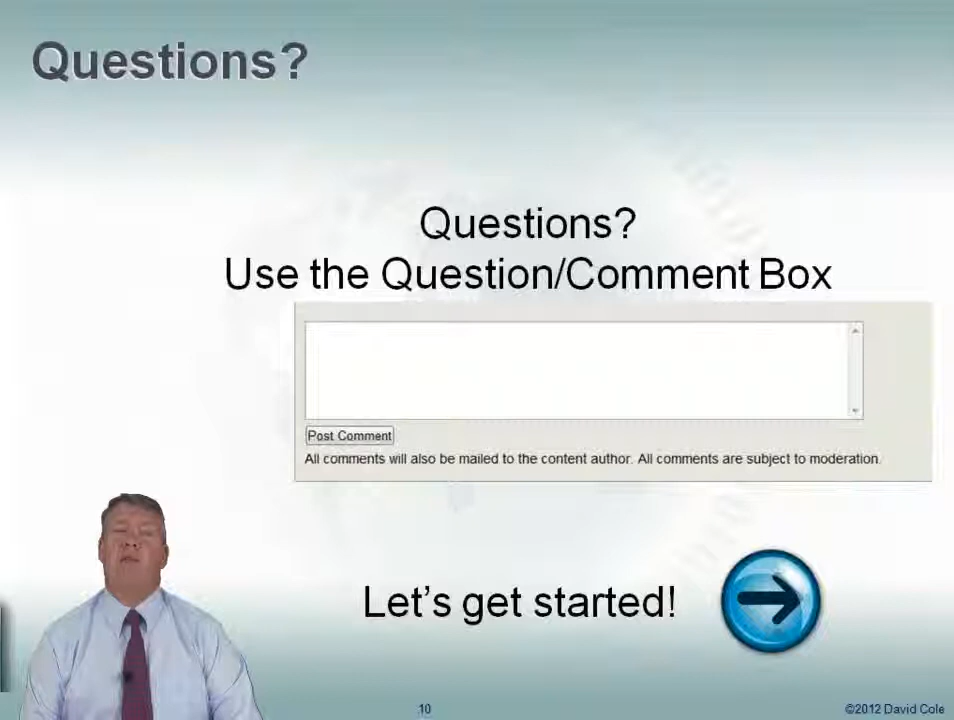 Questions?
Questions?
Use the Question/Comment Box
Post Comment
All comments will also be mailed to the content author. All comments are subject to moderation.
Let's get started!
10
©2012 David Cole